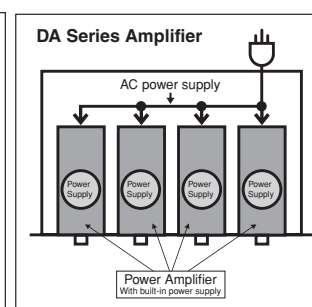 DA Series Amplifier
AC power supply
Power
Supply
Power
Supply
Power
Supply
Power
Supply
Power Amplifier
With built-in power supply